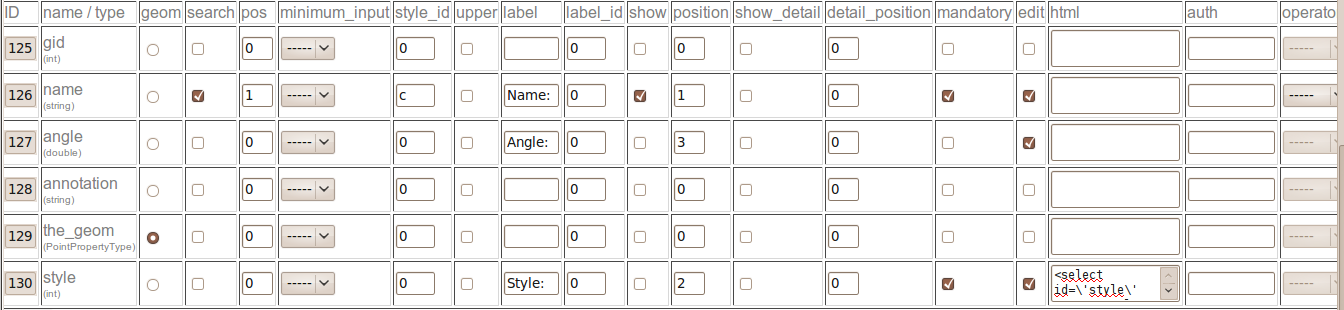 ID name / type geom search pos minimum_input style_id upper label label_id show position show_detail detail_position mandatory edit html auth operato
125 gid 0 ----- 0 0 0 0 -----
(int)
126 name 1 ----- c Name: 0 1 0 -----
(string)
127 angle 0 ----- 0 Angle: 0 3 0 -----
(double)
128 annotation 0 ----- 0 0 0 0 -----
(string)
129 the_geom 0 ----- 0 0 0 0 -----
(PointPropertyType)
130 style 0 ----- 0 Style: 0 2 0 <select -----
(int) id=\'style\'